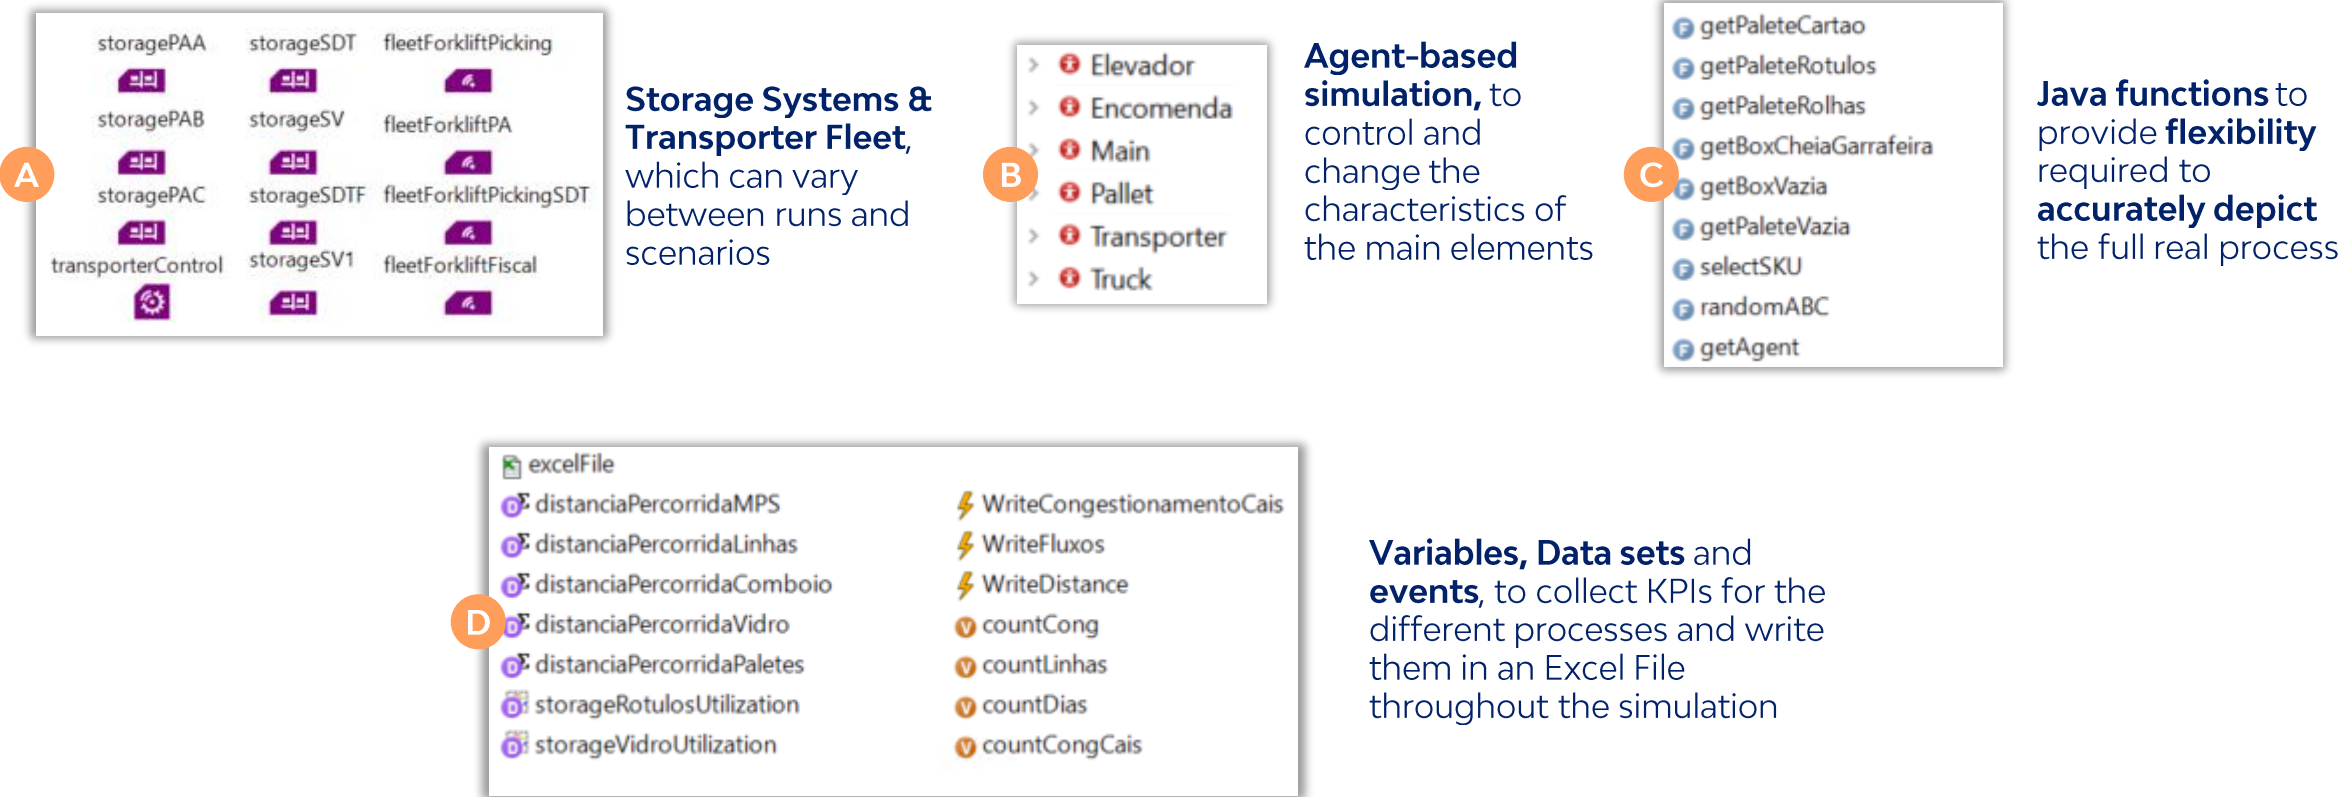 storagePAA storageSDT fleetForkliftPicking
storagePAB storageSV fleetForkliftPA
storagePAC storageSDTF fleetForkliftPickingSDT
transporterControl storageSV1 fleetForkliftFiscal
A
Storage Systems &
Transporter Fleet,
which can vary
between runs and
scenarios
Elevador
Encomenda
Main
Pallet
Transporter
Truck
B
Agent-based
simulation, to
control and
change the
characteristics of
the main elements
getPaleteCartao
getPaleteRotulos
getPaleteRolhas
getBoxCheiaGarrafeira
getBoxVazia
getPaleteVazia
selectSKU
randomABC
getAgent
C
Java functions to
provide flexibility
required to
accurately depict
the full real process
excelFile
distanciaPercorridaMPS
distanciaPercorridaLinhas
distanciaPercorridaComboio
distanciaPercorridaVidro
distanciaPercorridaPaletes
storageRotulosUtilization
storageVidroUtilization
WriteCongestionamentoCais
WriteFluxos
WriteDistance
countCong
countLinhas
countDias
countCongCais
D
Variables, Data sets and
events, to collect KPIs for the
different processes and write
them in an Excel File
throughout the simulation